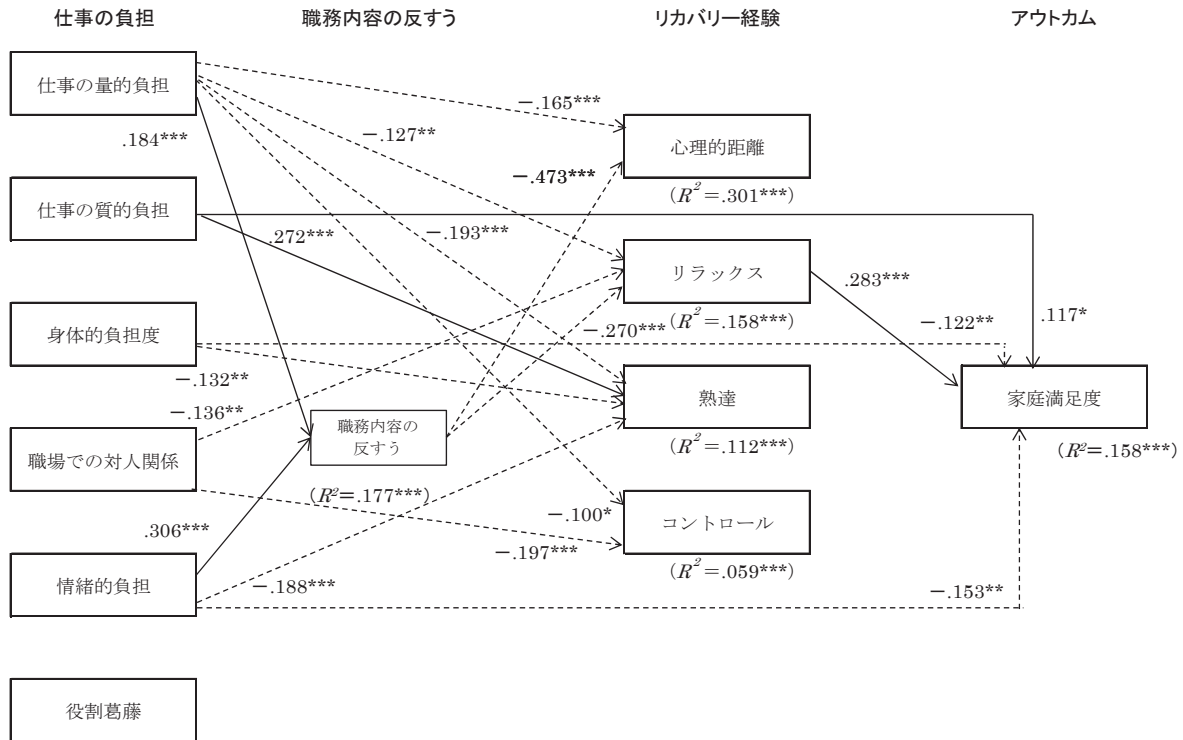 仕事の負担
職務内容の反すう
リカバリー経験
アウトカム
仕事の量的負担
.184***
仕事の質的負担
身体的負担度
職場での対人関係
.306***
情緒的負担
役割葛藤
-.165***
-.127**
-.473***
.272***
-.193***
-.132**
-.136**
職務内容の
反すう
(R²=.177***)
-.270***
-.100*
-.197***
-.188***
心理的距離
(R²=.301***)
リラックス
(R²=.158***)
熟達
(R²=.112***)
コントロール
(R²=.059***)
.283***
-.122**
.117*
家庭満足度
(R²=.158***)
-.153**